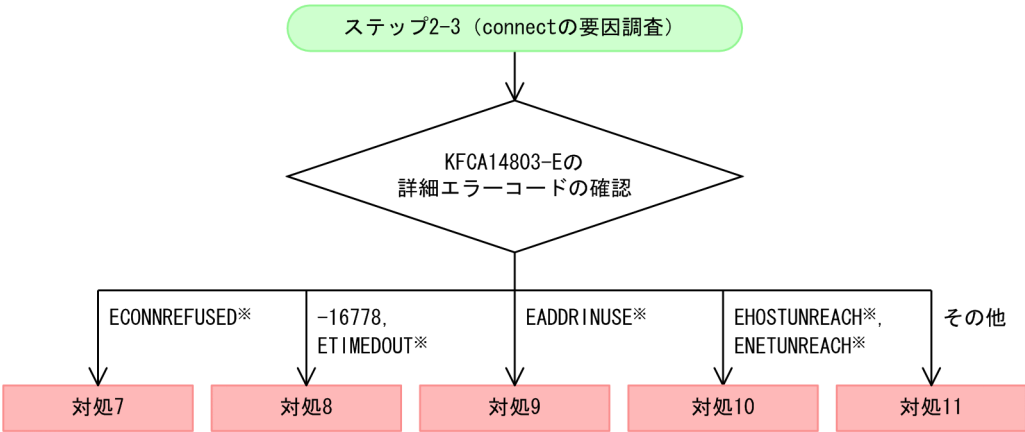 ステップ2-3（connectの要因調査）
KFCA14803-Eの
詳細エラーコードの確認
ECONNREFUSED※
-16778,
ETIMEDOUT※
EADDRINUSE※
EHOSTUNREACH※,
ENETUNREACH※
その他
対処7
対処8
対処9
対処10
対処11